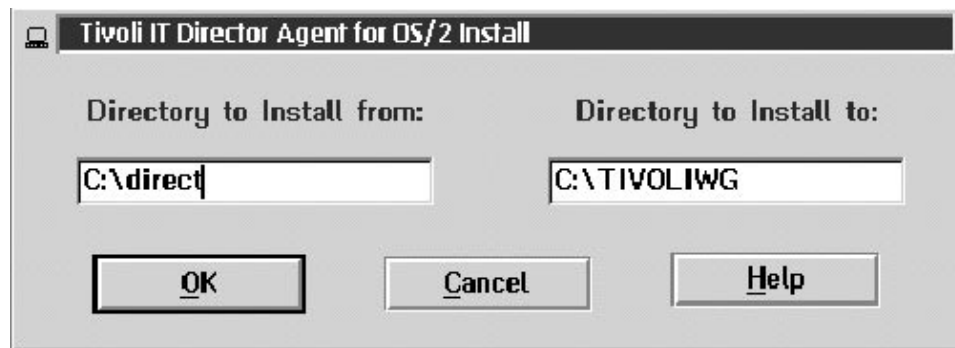 Tivoli IT Director Agent for OS/2 Install
Directory to Install from: Directory to Install to:
C:\direct C:\TIVOLIWG
OK Cancel Help